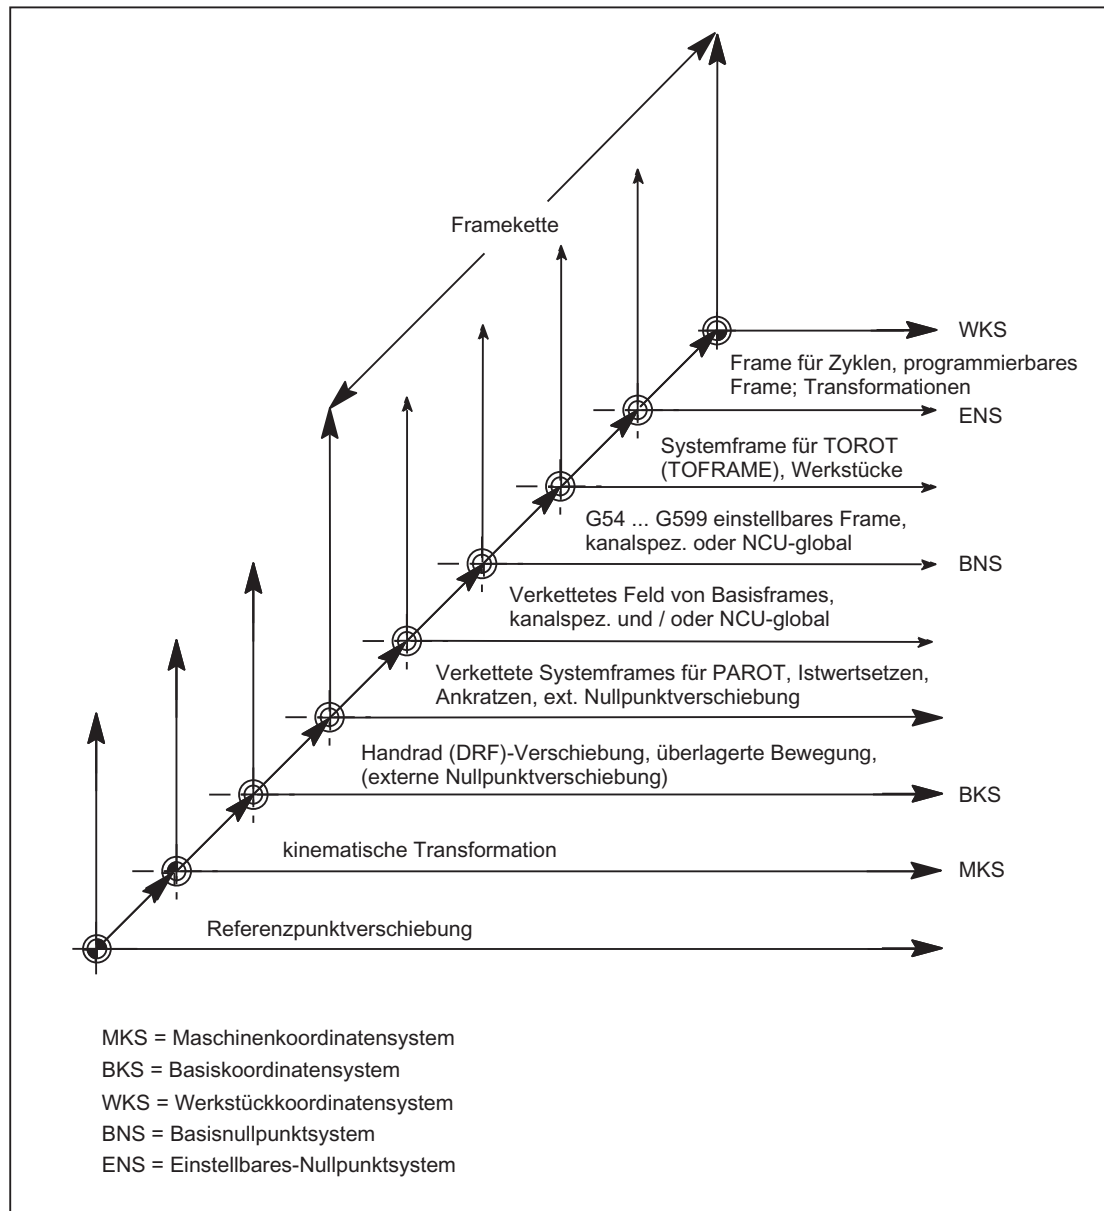 Framekette
WKS
Frame für Zyklen, programmierbares
Frame; Transformationen
ENS
Systemframe für TOROT
(TOFRAME), Werkstücke
G54 ... G599 einstellbares Frame,
kanalspez. oder NCU-global
BNS
Verkettetes Feld von Basisframes,
kanalspez. und / oder NCU-global
Verkettete Systemframes für PAROT, Istwertsetzen,
Ankratzen, ext. Nullpunktverschiebung
Handrad (DRF)-Verschiebung, überlagerte Bewegung,
(externe Nullpunktverschiebung)
BKS
kinematische Transformation
MKS
Referenzpunktverschiebung
MKS = Maschinenkoordinatensystem
BKS = Basiskoordinatensystem
WKS = Werkstückkoordinatensystem
BNS = Basisnullpunktsystem
ENS = Einstellbares-Nullpunktsystem